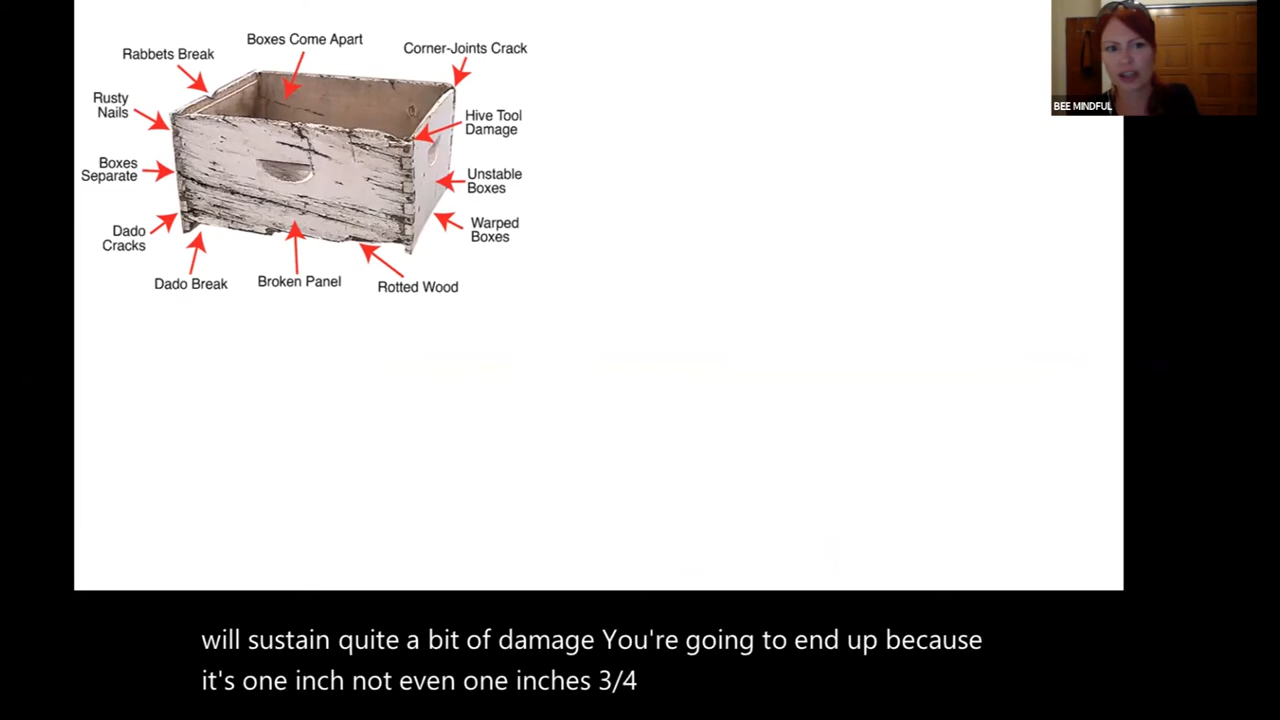 Boxes Come Apart
Corner-Joints Crack
Rabbets Break
Rusty
Nails
Hive Tool
Damage
Boxes
Separate
Unstable
Boxes
Dado
Cracks
Warped
Boxes
Dado Break
Broken Panel
Rotted Wood
BEE MINDFUL
will sustain quite a bit of damage You're going to end up because
it's one inch not even one inches 3/4